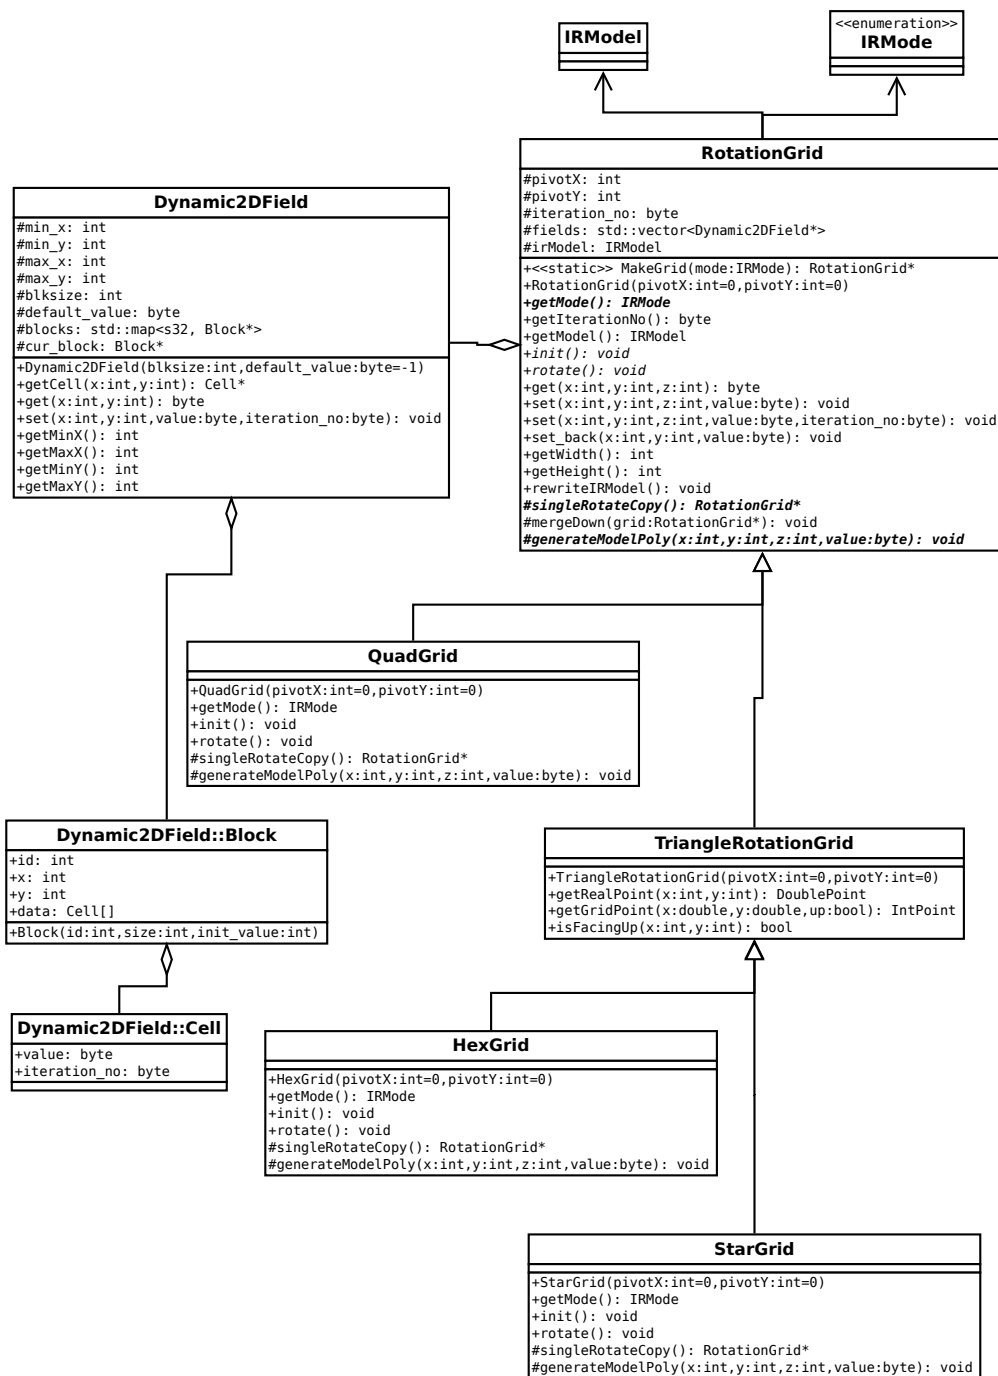 IRModel
<<enumeration>>
IRMode
RotationGrid
#pivotX: int
#pivotY: int
#iteration_no: byte
#fields: std::vector<Dynamic2DField*>
#irModel: IRModel
+<<static>> MakeGrid(mode:IRMode): RotationGrid*
+RotationGrid(pivotX:int=0,pivotY:int=0)
+getMode(): IRMode
+getIterationNo(): byte
+getModel(): IRModel
+init(): void
+rotate(): void
+get(x:int,y:int,z:int): byte
+set(x:int,y:int,z:int,value:byte): void
+set(x:int,y:int,z:int,value:byte,iteration_no:byte): void
+set_back(x:int,y:int,value:byte): void
+getWidth(): int
+getHeight(): int
+rewriteIRModel(): void
#singleRotateCopy(): RotationGrid*
#mergeDown(grid:RotationGrid*): void
#generateModelPoly(x:int,y:int,z:int,value:byte): void
Dynamic2DField
#min_x: int
#min_y: int
#max_x: int
#max_y: int
#blksize: int
#default_value: byte
#blocks: std::map<s32, Block*>
#cur_block: Block*
+Dynamic2DField(blksize:int,default_value:byte=-1)
+getCell(x:int,y:int): Cell*
+get(x:int,y:int): byte
+set(x:int,y:int,value:byte,iteration_no:byte): void
+getMinX(): int
+getMaxX(): int
+getMinY(): int
+getMaxY(): int
QuadGrid
+QuadGrid(pivotX:int=0,pivotY:int=0)
+getMode(): IRMode
+init(): void
+rotate(): void
#singleRotateCopy(): RotationGrid*
#generateModelPoly(x:int,y:int,z:int,value:byte): void
Dynamic2DField::Block
+id: int
+x: int
+y: int
+data: Cell[]
+Block(id:int,size:int,init_value:int)
TriangleRotationGrid
+TriangleRotationGrid(pivotX:int=0,pivotY:int=0)
+getRealPoint(x:int,y:int): DoublePoint
+getGridPoint(x:double,y:double,up:bool): IntPoint
+isFacingUp(x:int,y:int): bool
Dynamic2DField::Cell
+value: byte
+iteration_no: byte
HexGrid
+HexGrid(pivotX:int=0,pivotY:int=0)
+getMode(): IRMode
+init(): void
+rotate(): void
#singleRotateCopy(): RotationGrid*
#generateModelPoly(x:int,y:int,z:int,value:byte): void
StarGrid
+StarGrid(pivotX:int=0,pivotY:int=0)
+getMode(): IRMode
+init(): void
+rotate(): void
#singleRotateCopy(): RotationGrid*
#generateModelPoly(x:int,y:int,z:int,value:byte): void